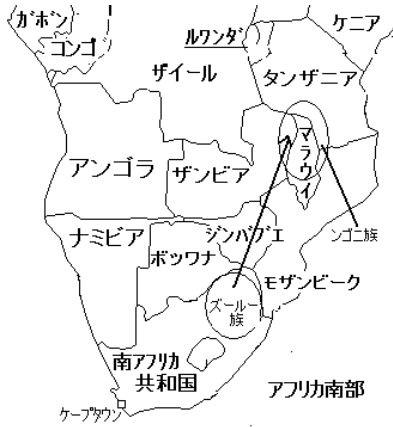 ガボン
コンゴ
ルワンダ
ケニア
ザイール
タンザニア
マラウイ
アンゴラ
ザンビア
ンゴニ族
ナミビア
ジンバブエ
ボッワナ
モザンビーク
ズールー
族
南アフリカ
共和国
アフリカ南部
ケープタウン